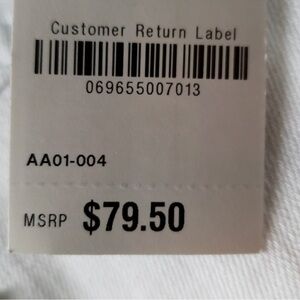 Customer Return Label
069655007013
AA01-004
MSRP $79.50